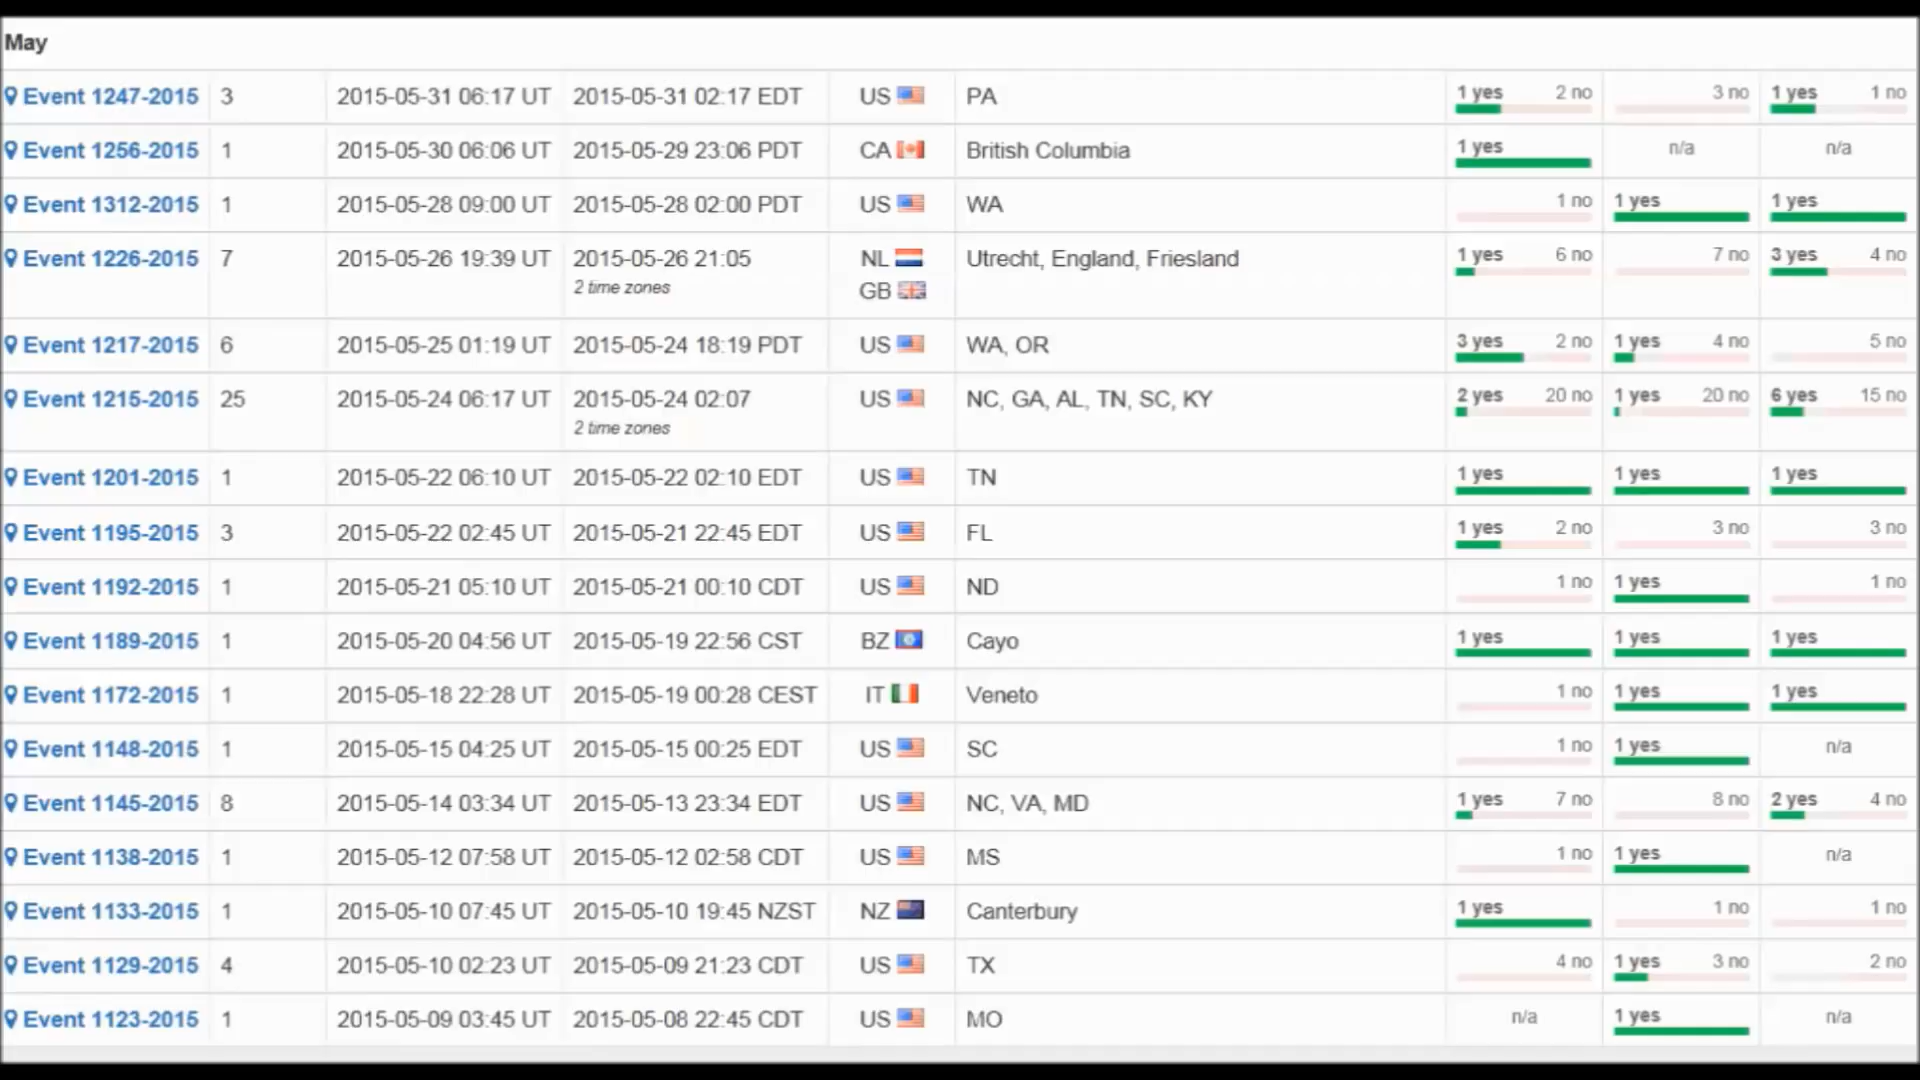 May
Event 1247-2015 3 2015-05-31 06:17 UT 2015-05-31 02:17 EDT US PA 1 yes 2 no 3 no 1 yes 1 no
Event 1256-2015 1 2015-05-30 06:06 UT 2015-05-29 23:06 PDT CA British Columbia 1 yes n/a n/a
Event 1312-2015 1 2015-05-28 09:00 UT 2015-05-28 02:00 PDT US WA 1 no 1 yes 1 yes
Event 1226-2015 7 2015-05-26 19:39 UT 2015-05-26 21:05 NL Utrecht, England, Friesland 1 yes 6 no 7 no 3 yes 4 no
2 time zones GB
Event 1217-2015 6 2015-05-25 01:19 UT 2015-05-24 18:19 PDT US WA, OR 3 yes 2 no 1 yes 4 no 5 no
Event 1215-2015 25 2015-05-24 06:17 UT 2015-05-24 02:07 US NC, GA, AL, TN, SC, KY 2 yes 20 no 1 yes 20 no 6 yes 15 no
2 time zones
Event 1201-2015 1 2015-05-22 06:10 UT 2015-05-22 02:10 EDT US TN 1 yes 1 yes 1 yes
Event 1195-2015 3 2015-05-22 02:45 UT 2015-05-21 22:45 EDT US FL 1 yes 2 no 3 no 3 no
Event 1192-2015 1 2015-05-21 05:10 UT 2015-05-21 00:10 CDT US ND 1 no 1 yes 1 no
Event 1189-2015 1 2015-05-20 04:56 UT 2015-05-19 22:56 CST BZ Cayo 1 yes 1 yes 1 yes
Event 1172-2015 1 2015-05-18 22:28 UT 2015-05-19 00:28 CEST IT Veneto 1 no 1 yes 1 yes
Event 1148-2015 1 2015-05-15 04:25 UT 2015-05-15 00:25 EDT US SC 1 no 1 yes n/a
Event 1145-2015 8 2015-05-14 03:34 UT 2015-05-13 23:34 EDT US NC, VA, MD 1 yes 7 no 8 no 2 yes 4 no
Event 1138-2015 1 2015-05-12 07:58 UT 2015-05-12 02:58 CDT US MS 1 no 1 yes n/a
Event 1133-2015 1 2015-05-10 07:45 UT 2015-05-10 19:45 NZST NZ Canterbury 1 yes 1 no 1 no
Event 1129-2015 4 2015-05-10 02:23 UT 2015-05-09 21:23 CDT US TX 4 no 1 yes 3 no 2 no
Event 1123-2015 1 2015-05-09 03:45 UT 2015-05-08 22:45 CDT US MO n/a 1 yes n/a